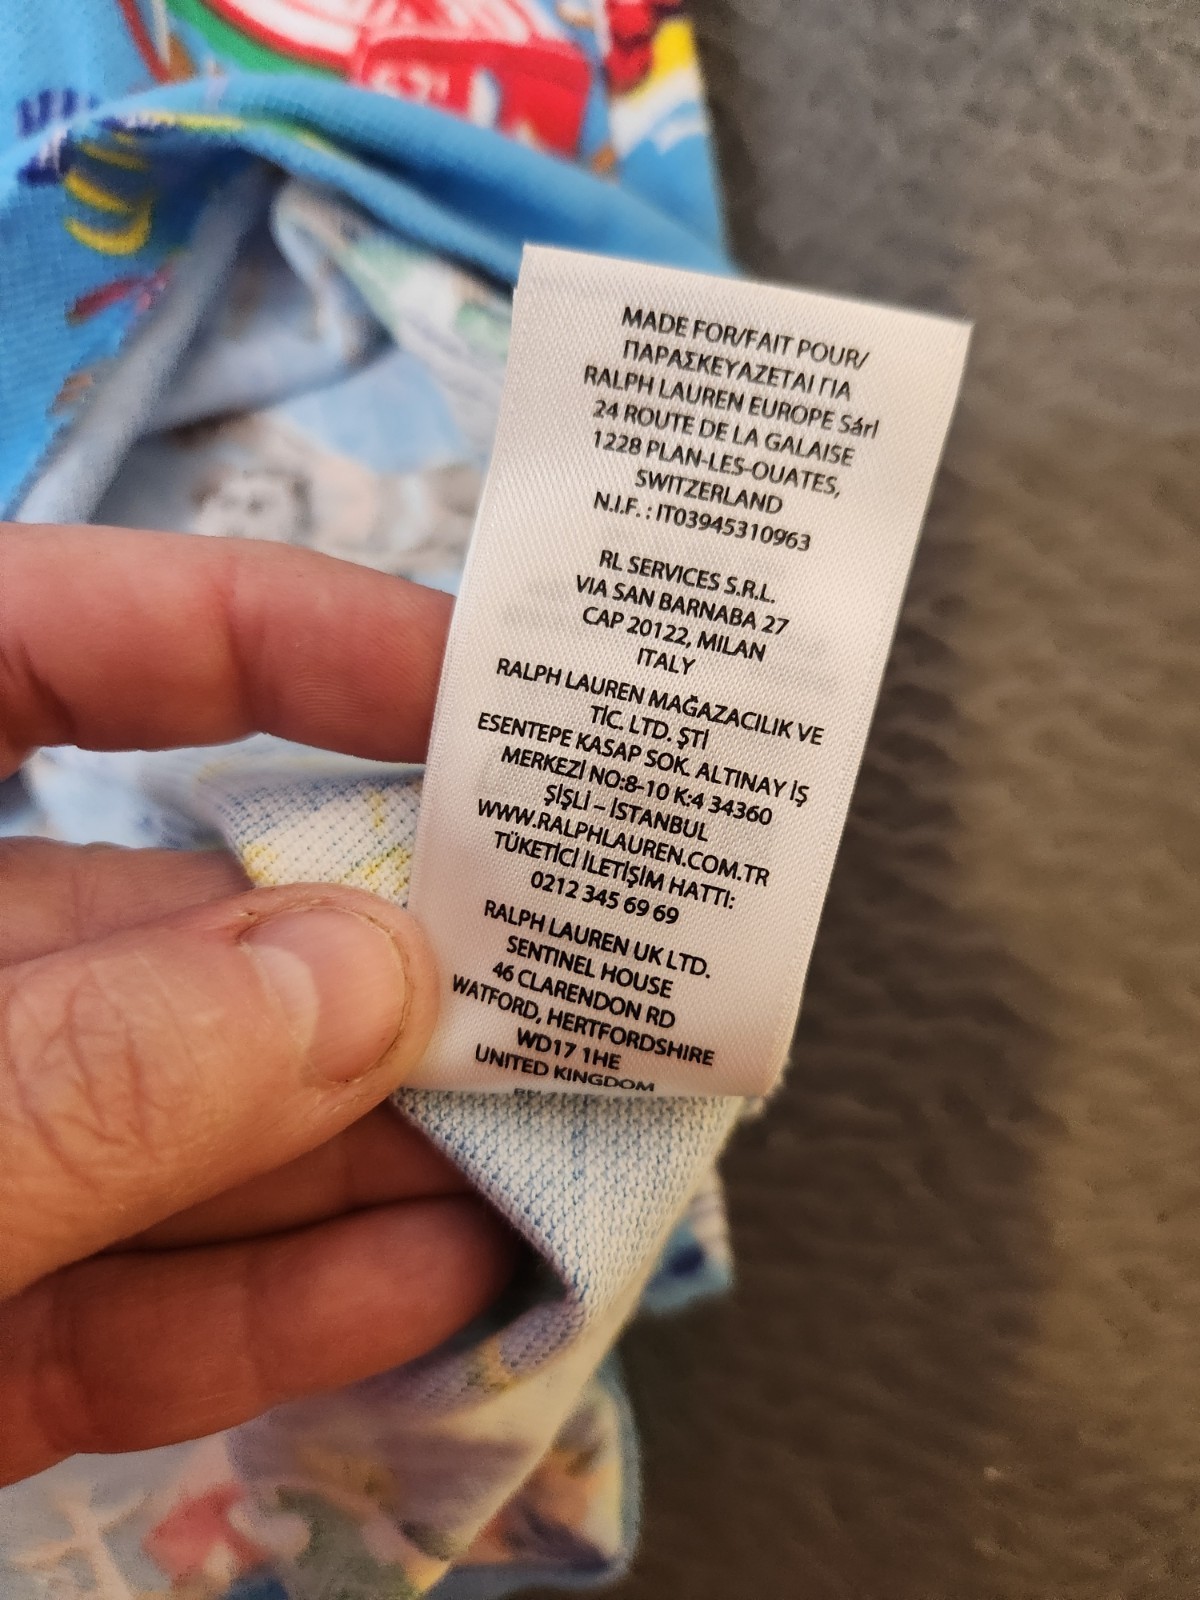 MADE FOR/FAIT POUR/
ΠΑΡΑΣΚΕΥΑΖΕΤΑΙ ΓΙΑ
RALPH LAUREN EUROPE Sárl
24 ROUTE DE LA GALAISE
1228 PLAN-LES-OUATES,
SWITZERLAND
N.I.F. : IT03945310963
RL SERVICES S.R.L.
VIA SAN BARNABA 27
CAP 20122, MILAN
ITALY
RALPH LAUREN MAĞAZACILIK VE
TİC. LTD. ŞTİ
ESENTEPE KASAP SOK. ALTINAY İŞ
MERKEZİ NO:8-10 K:4 34360
ŞİŞLİ – İSTANBUL
WWW.RALPHLAUREN.COM.TR
TÜKETİCİ İLETİŞİM HATTI:
0212 345 69 69
RALPH LAUREN UK LTD.
SENTINEL HOUSE
46 CLARENDON RD
WATFORD, HERTFORDSHIRE
WD17 1HE
UNITED KINGDOM